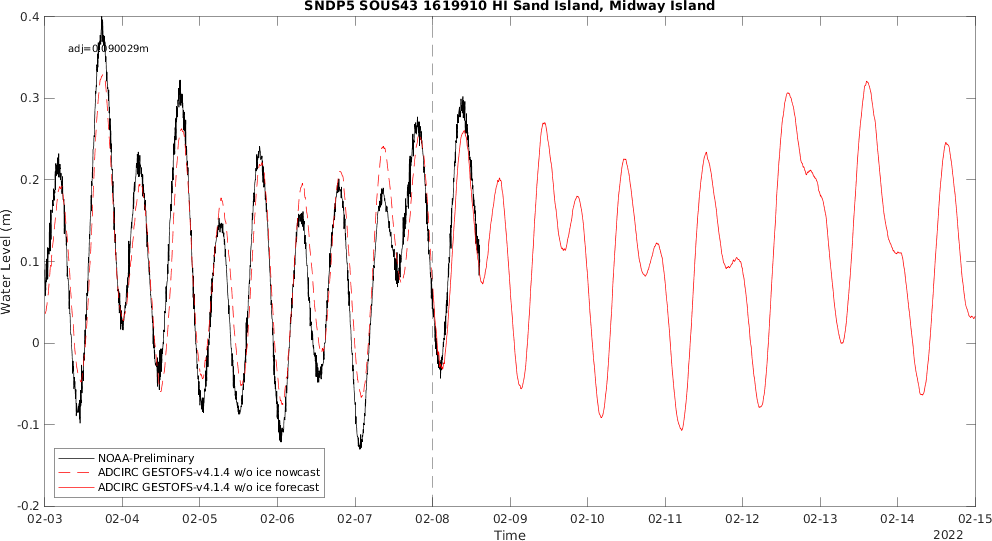 SNDP5 SOUS43 1619910 HI Sand Island, Midway Island
adj=0.090029m
Water Level (m)
0.4
0.3
0.2
0.1
0
-0.1
-0.2
NOAA-Preliminary
ADCIRC GESTOFS-v4.1.4 w/o ice nowcast
ADCIRC GESTOFS-v4.1.4 w/o ice forecast
02-03 02-04 02-05 02-06 02-07 02-08 02-09 02-10 02-11 02-12 02-13 02-14 02-15
Time
2022